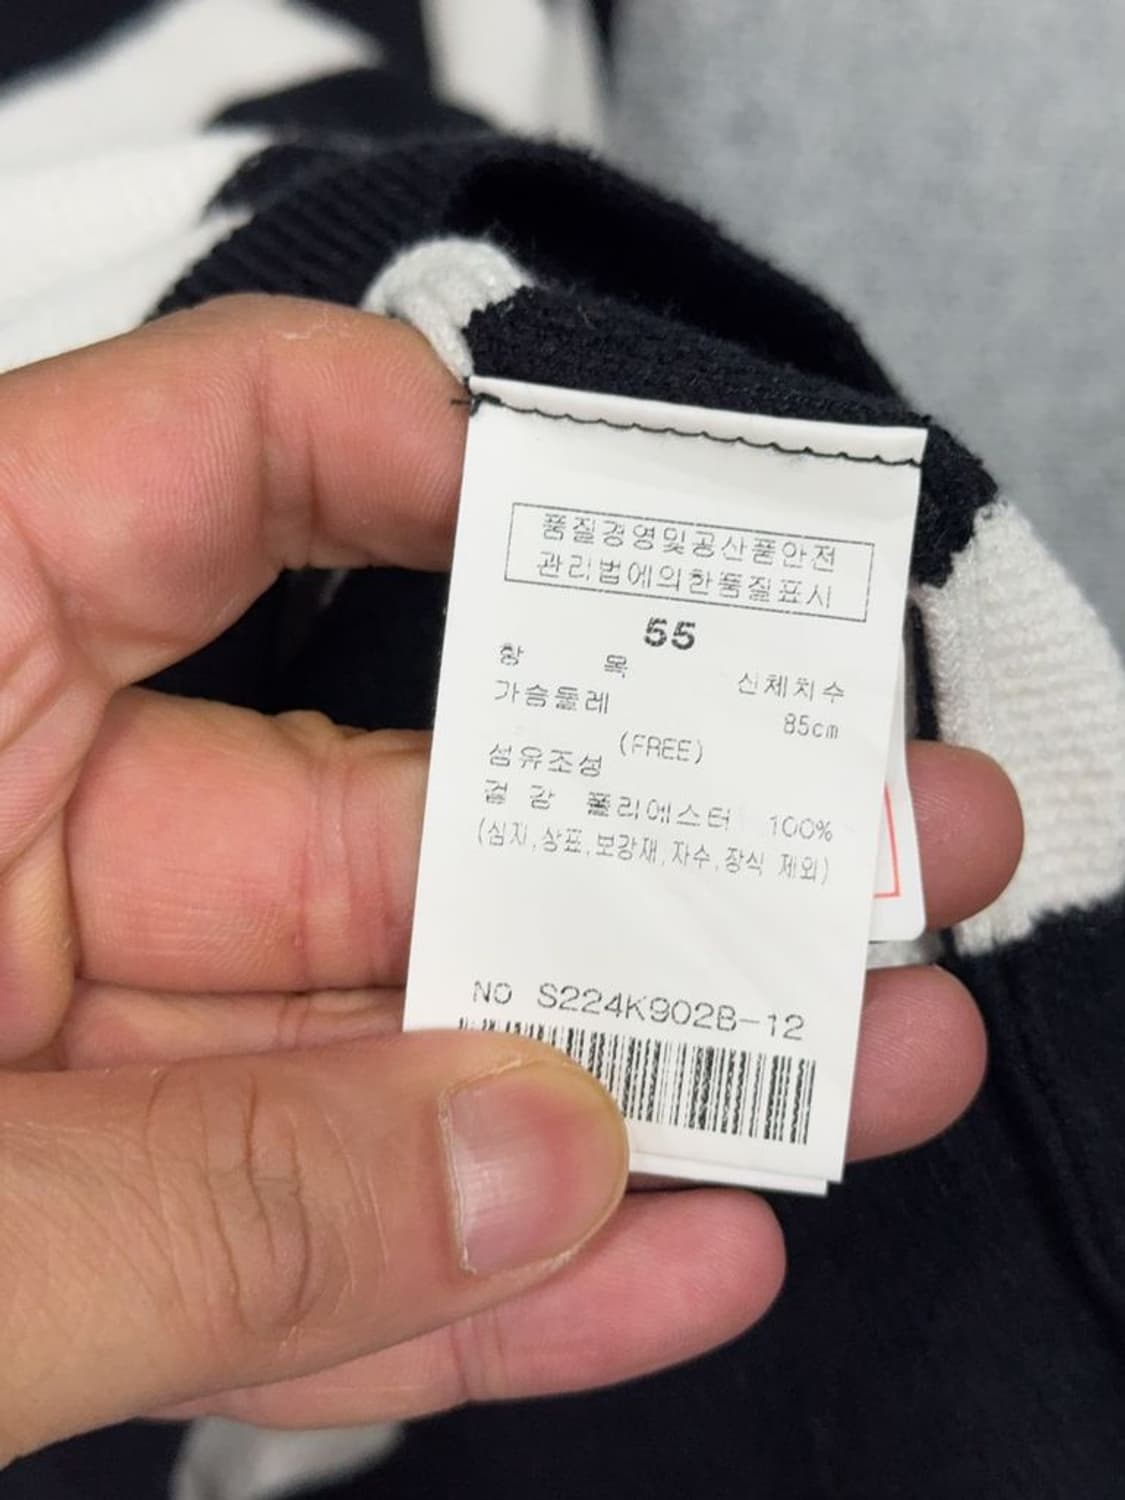 품질경영및공산품안전
관리법에의한품질표시
55
항 목 신체치수
가슴둘레 85cm
(FREE)
섬유조성
겉 감 폴리에스터 100%
(심지,상표,보강재,자수,장식 제외)
NO S224K902B-12